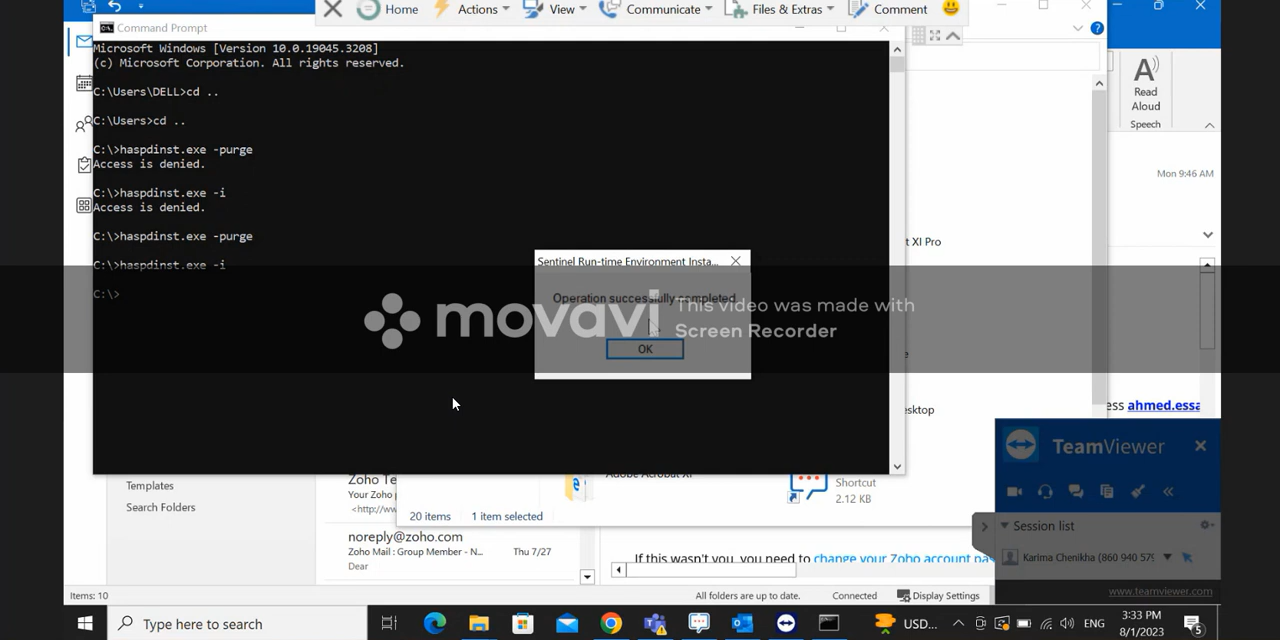 Home
Actions
View
Communicate
Files & Extras
Comment
Command Prompt
Microsoft Windows [Version 10.0.19045.3208]
(c) Microsoft Corporation. All rights reserved.
C:\Users\DELL>cd ..
C:\Users>cd ..
C:\>haspdinst.exe -purge
Access is denied.
C:\>haspdinst.exe -i
Access is denied.
C:\>haspdinst.exe -purge
C:\>haspdinst.exe -i
C:\>
Sentinel Run-time Environment Insta...
Operation successfully completed
OK
movavi
This video was made with
Screen Recorder
Read
Aloud
Speech
Mon 9:46 AM
t XI Pro
ess ahmed.essa
esktop
TeamViewer
Session list
Karima Chenikha (860 940 579
www.teamviewer.com
Templates
Search Folders
Zoho Te
Your Zoho
<http://ww
noreply@zoho.com
Zoho Mail : Group Member - N...
Thu 7/27
Dear
Shortcut
2.12 KB
20 items
1 item selected
If this wasn't you, you need to change your Zoho account pa
Items: 10
All folders are up to date.
Connected
Display Settings
Type here to search
USD...
ENG
3:33 PM
8/1/2023
5